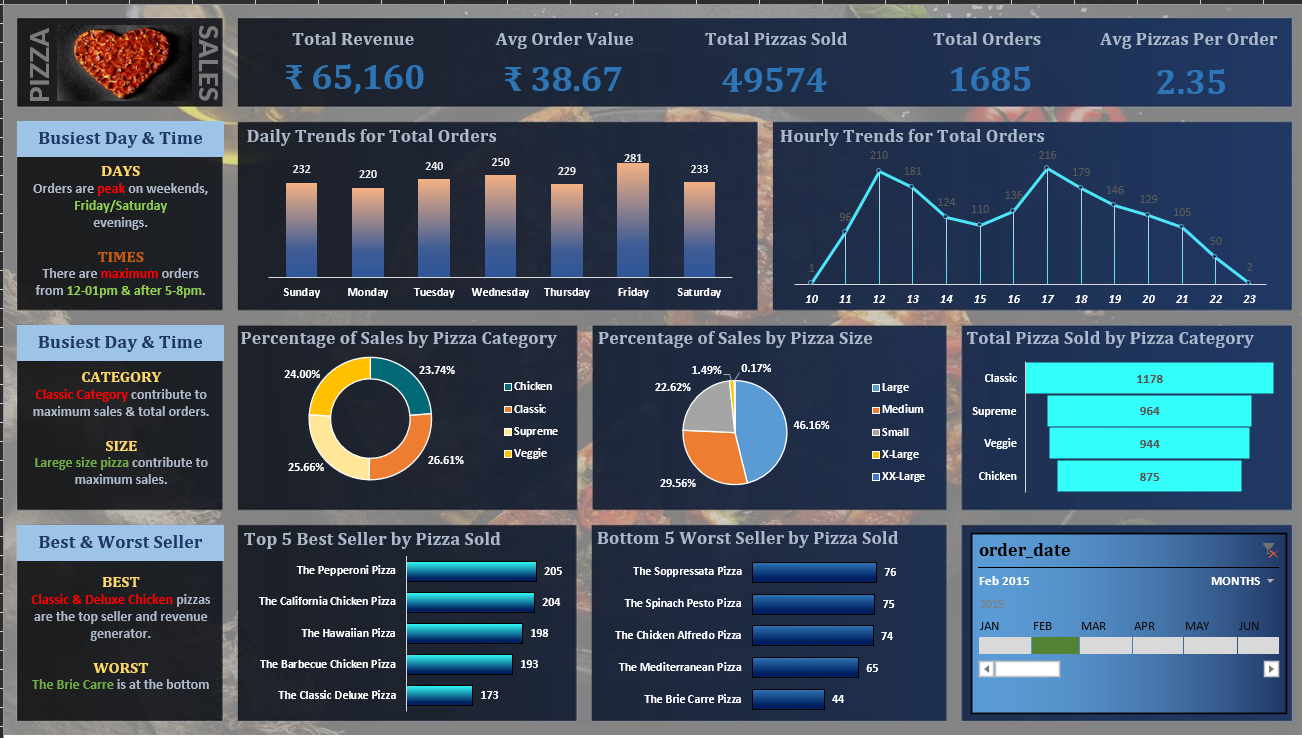 PIZZA
SALES
Total Revenue
₹ 65,160
Avg Order Value
₹ 38.67
Total Pizzas Sold
49574
Total Orders
1685
Avg Pizzas Per Order
2.35
Busiest Day & Time
DAYS
Orders are peak on weekends,
Friday/Saturday
evenings.
TIMES
There are maximum orders
from 12-01pm & after 5-8pm.
Daily Trends for Total Orders
232 220 240 250 229 281 233
Sunday Monday Tuesday Wednesday Thursday Friday Saturday
Hourly Trends for Total Orders
1 96 210 181 124 110 136 216 179 146 129 105 50 2
10 11 12 13 14 15 16 17 18 19 20 21 22 23
Busiest Day & Time
CATEGORY
Classic Category contribute to
maximum sales & total orders.
SIZE
Larege size pizza contribute to
maximum sales.
Percentage of Sales by Pizza Category
24.00% 23.74%
25.66% 26.61%
Chicken
Classic
Supreme
Veggie
Percentage of Sales by Pizza Size
1.49% 0.17%
22.62%
46.16%
29.56%
Large
Medium
Small
X-Large
XX-Large
Total Pizza Sold by Pizza Category
Classic 1178
Supreme 964
Veggie 944
Chicken 875
Best & Worst Seller
BEST
Classic & Deluxe Chicken pizzas
are the top seller and revenue
generator.
WORST
The Brie Carre is at the bottom
Top 5 Best Seller by Pizza Sold
The Pepperoni Pizza 205
The California Chicken Pizza 204
The Hawaiian Pizza 198
The Barbecue Chicken Pizza 193
The Classic Deluxe Pizza 173
Bottom 5 Worst Seller by Pizza Sold
The Soppressata Pizza 76
The Spinach Pesto Pizza 75
The Chicken Alfredo Pizza 74
The Mediterranean Pizza 65
The Brie Carre Pizza 44
order_date
Feb 2015 MONTHS
2015
JAN FEB MAR APR MAY JUN